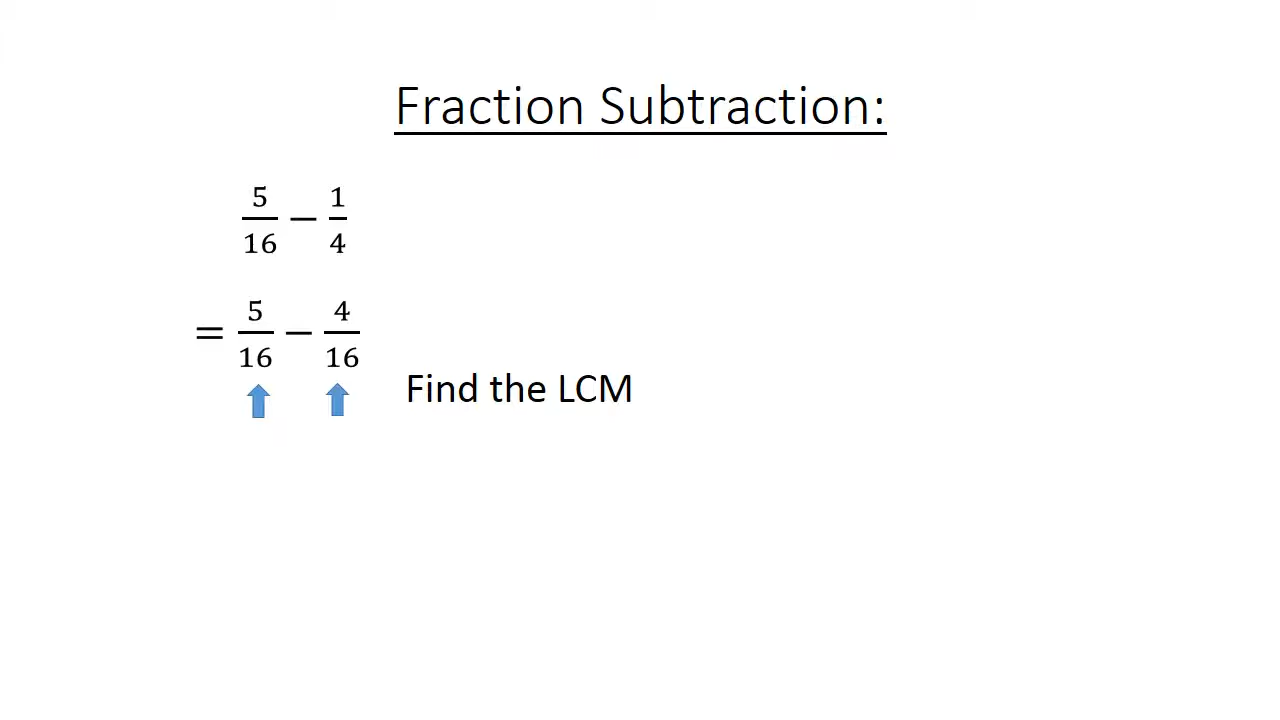 Fraction Subtraction:
5/16 − 1/4
= 5/16 − 4/16
Find the LCM